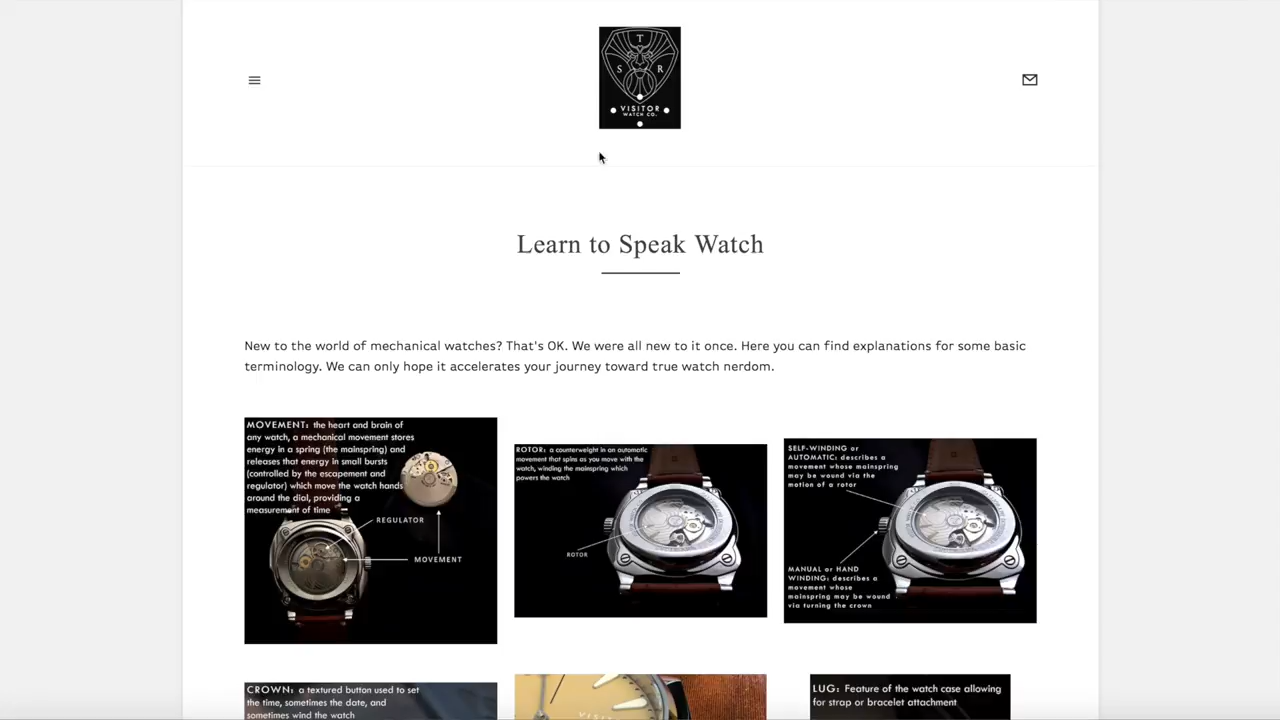 T
S R
VISITOR
WATCH CO.
Learn to Speak Watch
New to the world of mechanical watches? That's OK. We were all new to it once. Here you can find explanations for some basic
terminology. We can only hope it accelerates your journey toward true watch nerdom.
MOVEMENT: the heart and brain of
any watch, a mechanical movement stores
energy in a spring (the mainspring) and
releases that energy in small bursts
(controlled by the escapement and
regulator) which move the watch hands
around the dial, providing a
measurement of time
REGULATOR
MOVEMENT
ROTOR: a counterweight in an automatic
movement that spins as you move with the
watch, winding the mainspring which
powers the watch
ROTOR
SELF-WINDING or
AUTOMATIC: describes a
movement whose mainspring
may be wound via the
motion of a rotor
MANUAL or HAND
WINDING: describes a
movement whose
mainspring may be wound
via turning the crown
CROWN: a textured button used to set
the time, sometimes the date, and
sometimes wind the watch
VISITOR
LUG: Feature of the watch case allowing
for strap or bracelet attachment